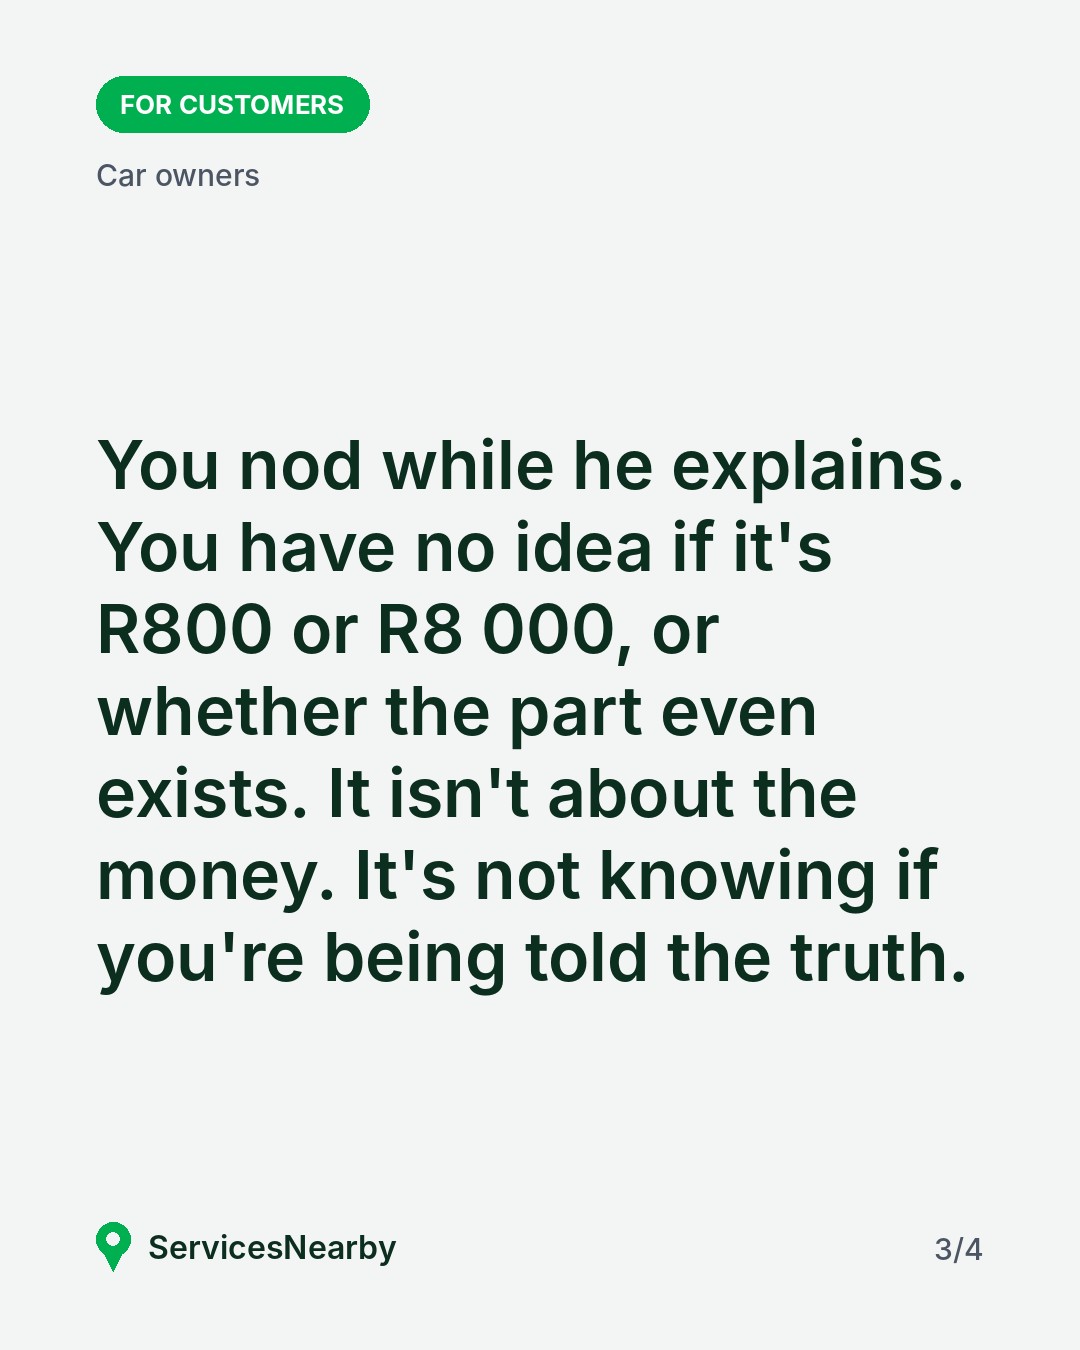 FOR CUSTOMERS
Car owners
You nod while he explains.
You have no idea if it's
R800 or R8 000, or
whether the part even
exists. It isn't about the
money. It's not knowing if
you're being told the truth.
ServicesNearby
3/4